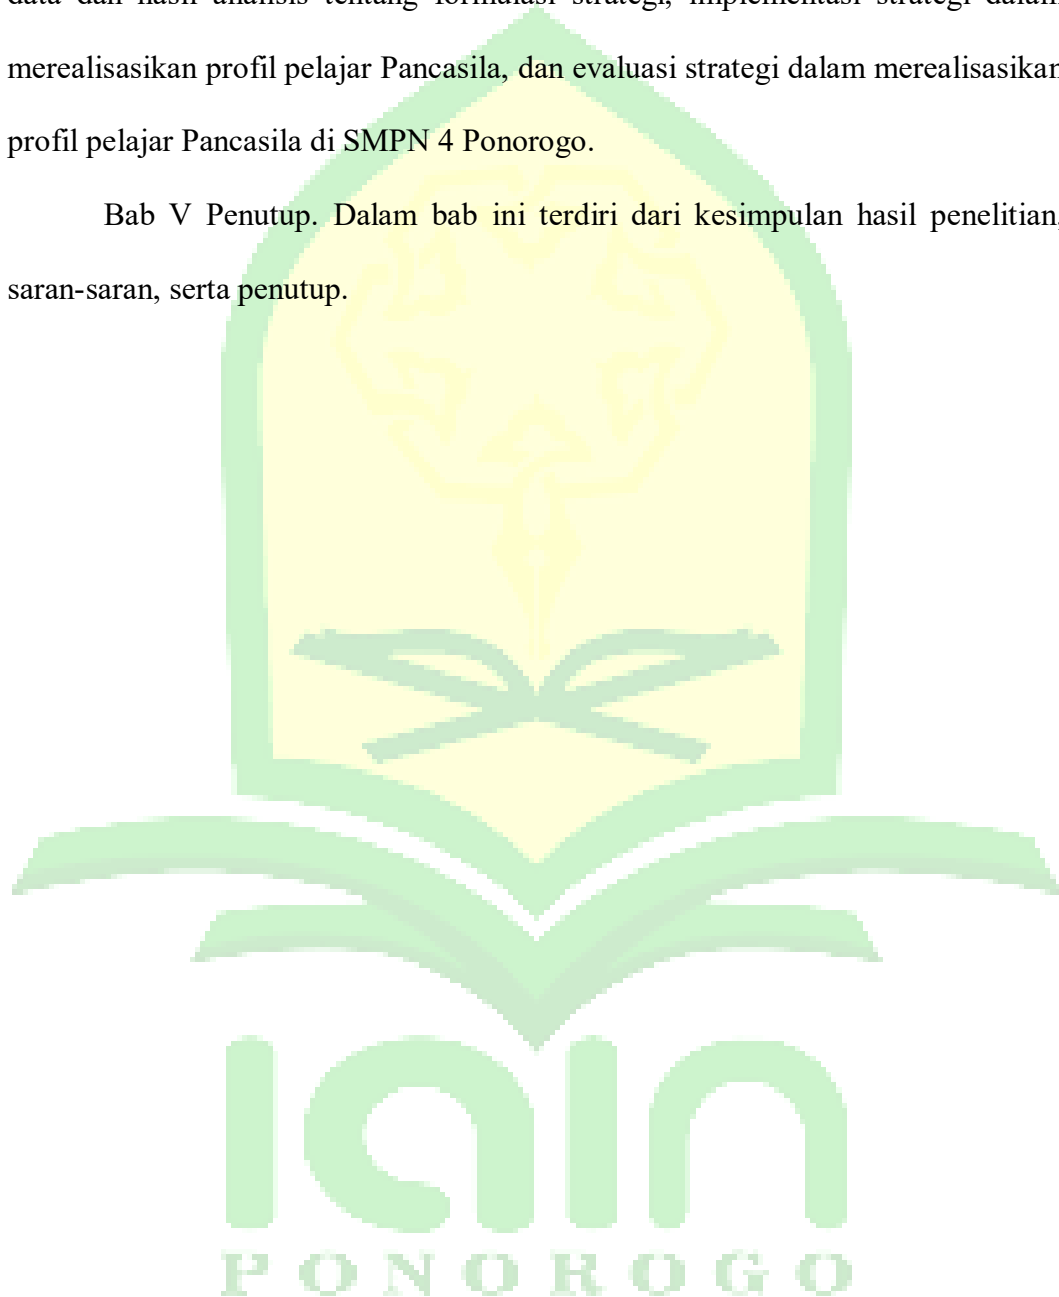 data dan hasil analisis tentang formulasi strategi, implementasi strategi dalam
merealisasikan profil pelajar Pancasila, dan evaluasi strategi dalam merealisasikan
profil pelajar Pancasila di SMPN 4 Ponorogo.
Bab V Penutup. Dalam bab ini terdiri dari kesimpulan hasil penelitian,
saran-saran, serta penutup.
iain
PONOROGO